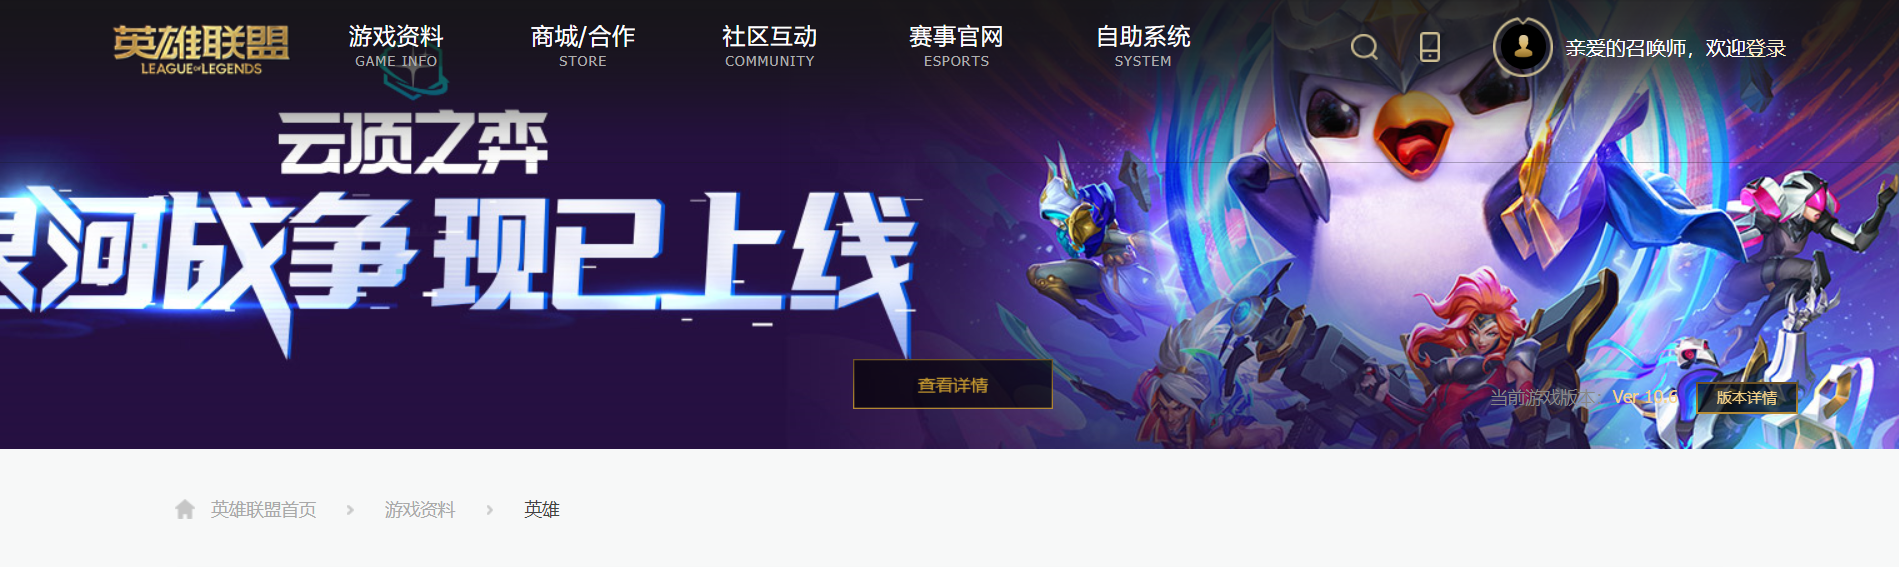 英雄联盟
LEAGUE OF LEGENDS
游戏资料
GAME INFO
商城/合作
STORE
社区互动
COMMUNITY
赛事官网
ESPORTS
自助系统
SYSTEM
亲爱的召唤师，欢迎登录
云顶之弈
银河战争 现已上线
查看详情
当前游戏版本： Ver 10.6
版本详情
英雄联盟首页 > 游戏资料 > 英雄